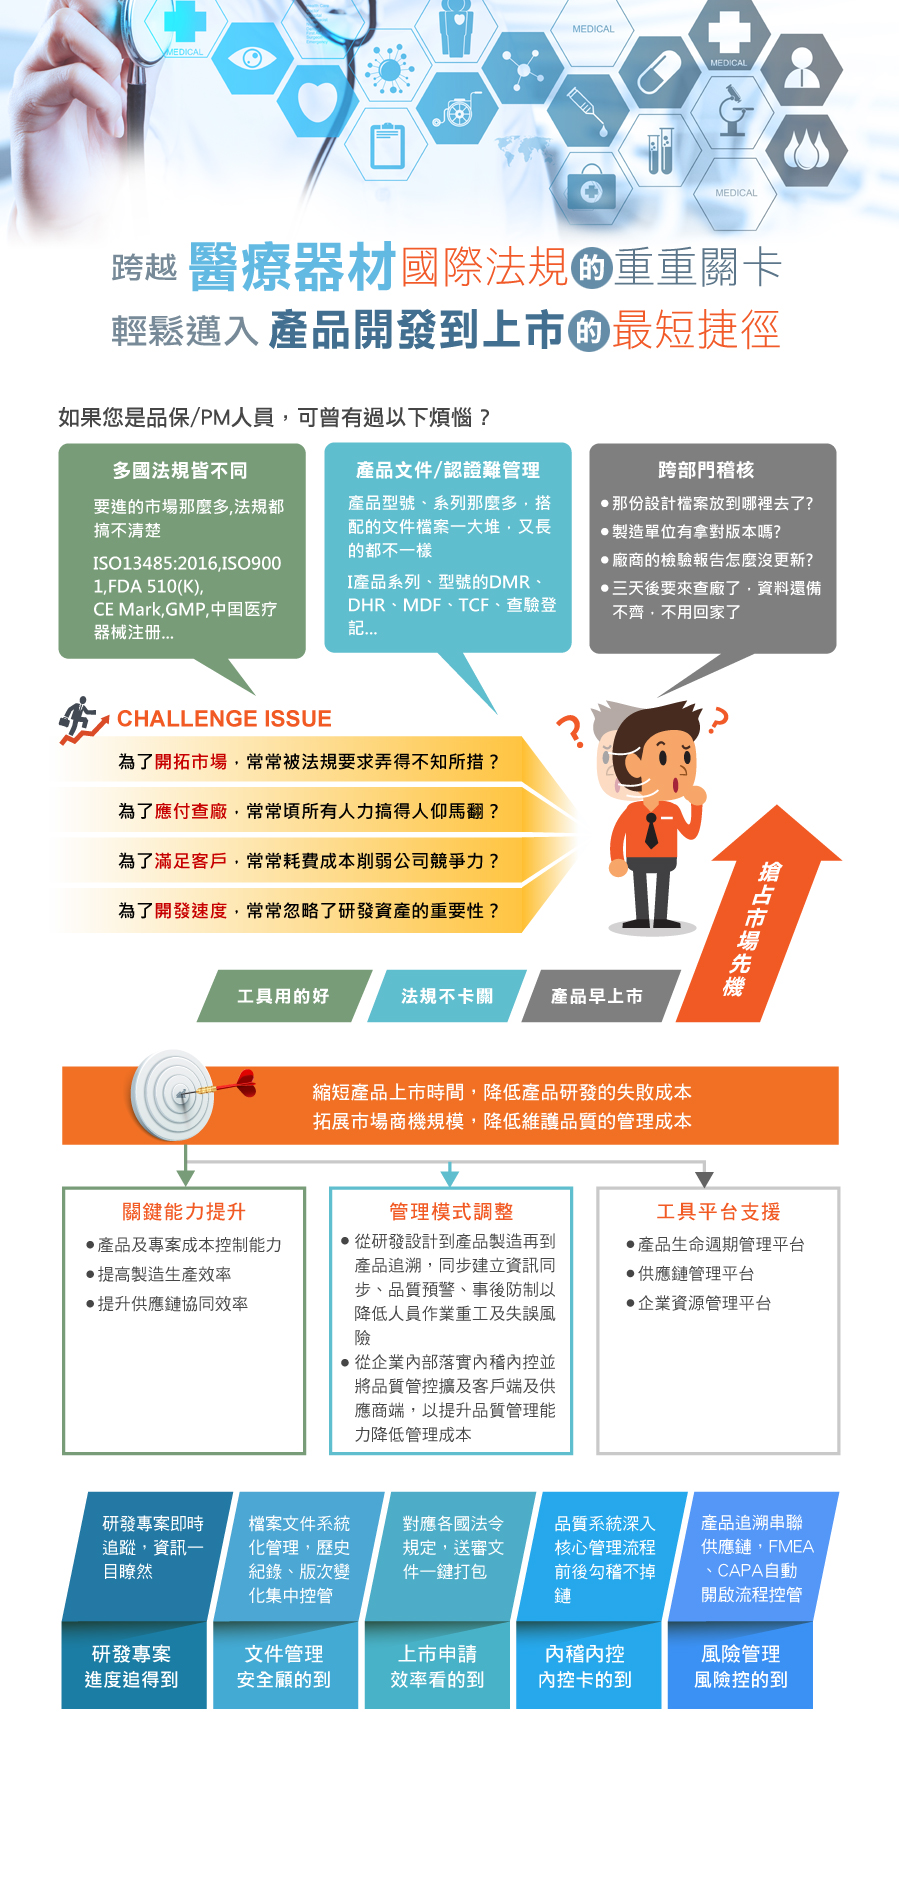 MEDICAL
MEDICAL
MEDICAL
MEDICAL
跨越 醫療器材國際法規的重重關卡
輕鬆邁入 產品開發到上市的最短捷徑
如果您是品保/PM人員，可曾有過以下煩惱？
多國法規皆不同
要進的市場那麼多,法規都
搞不清楚
ISO13485:2016,ISO900
1,FDA 510(K),
CE Mark,GMP,中国医疗
器械注册...
產品文件/認證難管理
產品型號、系列那麼多，搭
配的文件檔案一大堆，又長
的都不一樣
I產品系列、型號的DMR、
DHR、MDF、TCF、查驗登
記...
跨部門稽核
●那份設計檔案放到哪裡去了?
●製造單位有拿對版本嗎?
●廠商的檢驗報告怎麼沒更新?
●三天後要來查廠了，資料還備
不齊，不用回家了
CHALLENGE ISSUE
為了開拓市場，常常被法規要求弄得不知所措？
為了應付查廠，常常頃所有人力搞得人仰馬翻？
為了滿足客戶，常常耗費成本削弱公司競爭力？
為了開發速度，常常忽略了研發資產的重要性？
? ?
搶占市場先機
工具用的好
法規不卡關
產品早上市
縮短產品上市時間，降低產品研發的失敗成本
拓展市場商機規模，降低維護品質的管理成本
關鍵能力提升
●產品及專案成本控制能力
●提高製造生產效率
●提升供應鏈協同效率
管理模式調整
●從研發設計到產品製造再到
產品追溯，同步建立資訊同
步、品質預警、事後防制以
降低人員作業重工及失誤風
險
●從企業內部落實內稽內控並
將品質管控擴及客戶端及供
應商端，以提升品質管理能
力降低管理成本
工具平台支援
●產品生命週期管理平台
●供應鏈管理平台
●企業資源管理平台
研發專案即時
追蹤，資訊一
目瞭然
研發專案
進度追得到
檔案文件系統
化管理，歷史
紀錄、版次變
化集中控管
文件管理
安全顧的到
對應各國法令
規定，送審文
件一鍵打包
上市申請
效率看的到
品質系統深入
核心管理流程
前後勾稽不掉
鏈
內稽內控
內控卡的到
產品追溯串聯
供應鏈，FMEA
、CAPA自動
開啟流程控管
風險管理
風險控的到